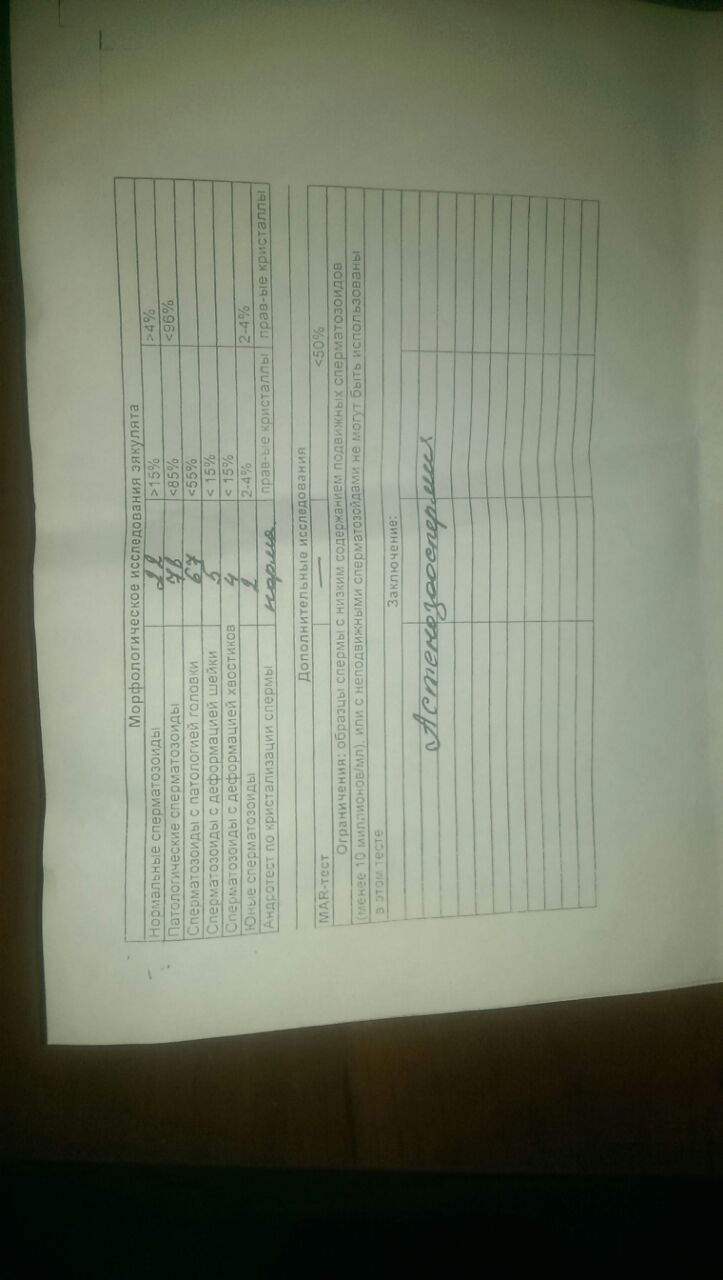 Морфологическое исследования эякулята
Нормальные сперматозоиды 22 >15% >4%
Патологические сперматозоиды 78 <85% <96%
Сперматозоиды с патологией головки 67 <55%
Сперматозоиды с деформацией шейки 5 < 15%
Сперматозоиды с деформацией хвостиков 4 < 15%
Юные сперматозоиды 2 2-4% 2-4%
Андротест по кристализации спермы норма прав-ые кристаллы прав-ые кристаллы
Дополнительные исследования
MAR-тест — <50%
Ограничения: образцы спермы с низким содержанием подвижных сперматозоидов
(менее 10 миллионов/мл), или с неподвижными сперматозойдами не могут быть использованы
в этом тесте
Заключение:
Астенозооспермия